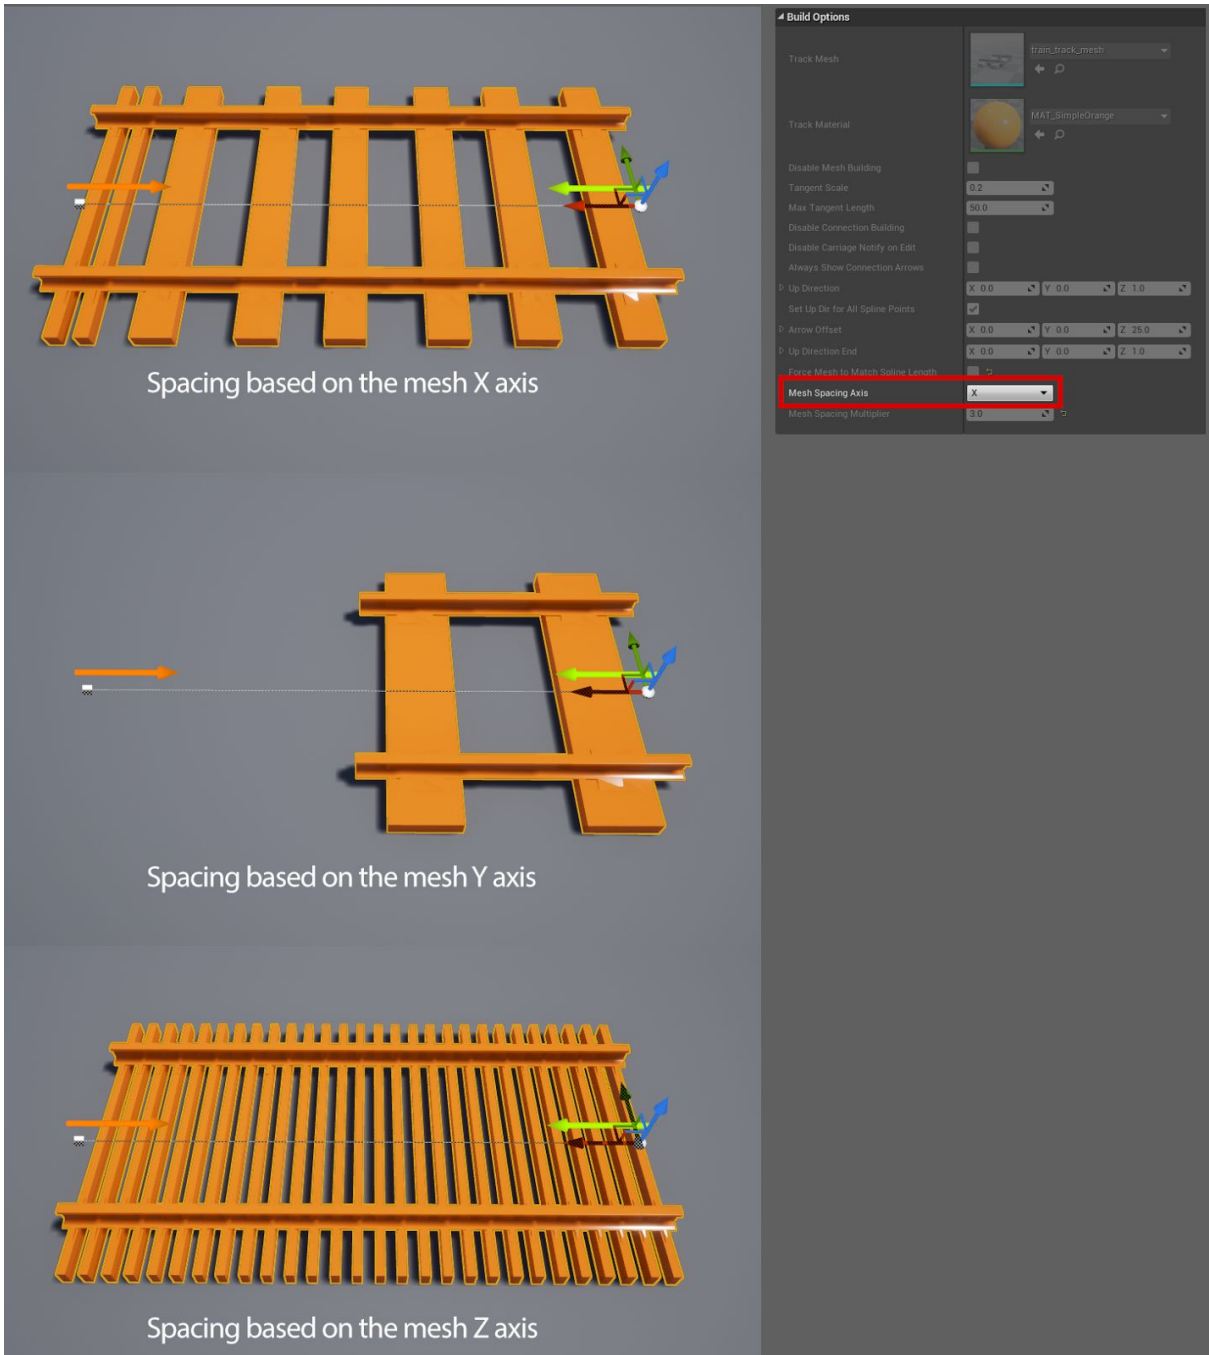 Build Options
Track Mesh
train_track_mesh
Track Material
MAT_SimpleOrange
Disable Mesh Building
Tangent Scale 0.2
Max Tangent Length 50.0
Disable Connection Building
Disable Carriage Notify on Edit
Always Show Connection Arrows
Up Direction X 0.0 Y 0.0 Z 1.0
Set Up Dir for All Spline Points
Arrow Offset X 0.0 Y 0.0 Z 25.0
Up Direction End X 0.0 Y 0.0 Z 1.0
Force Mesh to Match Spline Length
Mesh Spacing Axis X
Mesh Spacing Multiplier 3.0
Spacing based on the mesh X axis
Spacing based on the mesh Y axis
Spacing based on the mesh Z axis